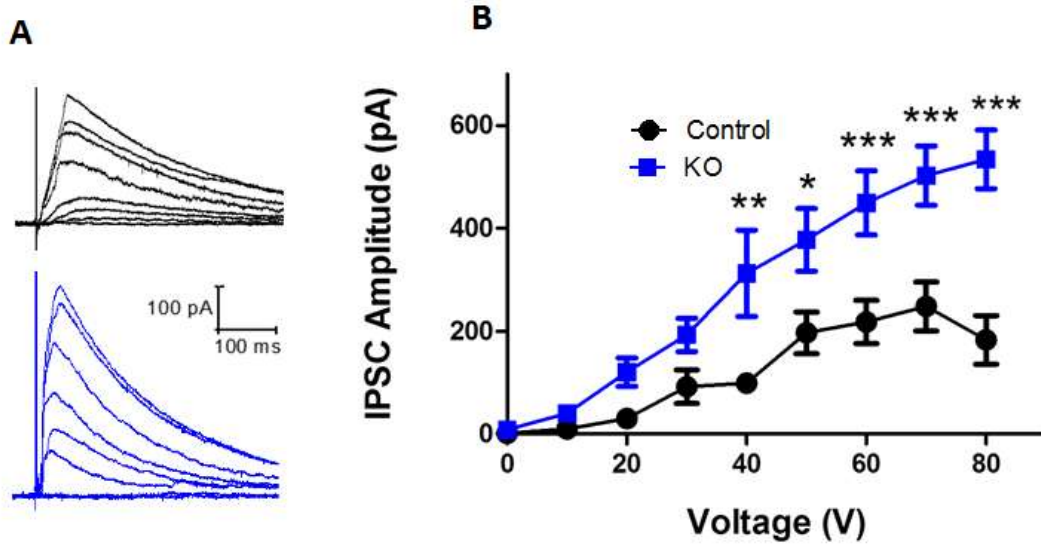 A
100 pA
100 ms
B
IPSC Amplitude (pA)
600
400
200
0
Control
KO
**
*
***
***
***
0
20
40
60
80
Voltage (V)